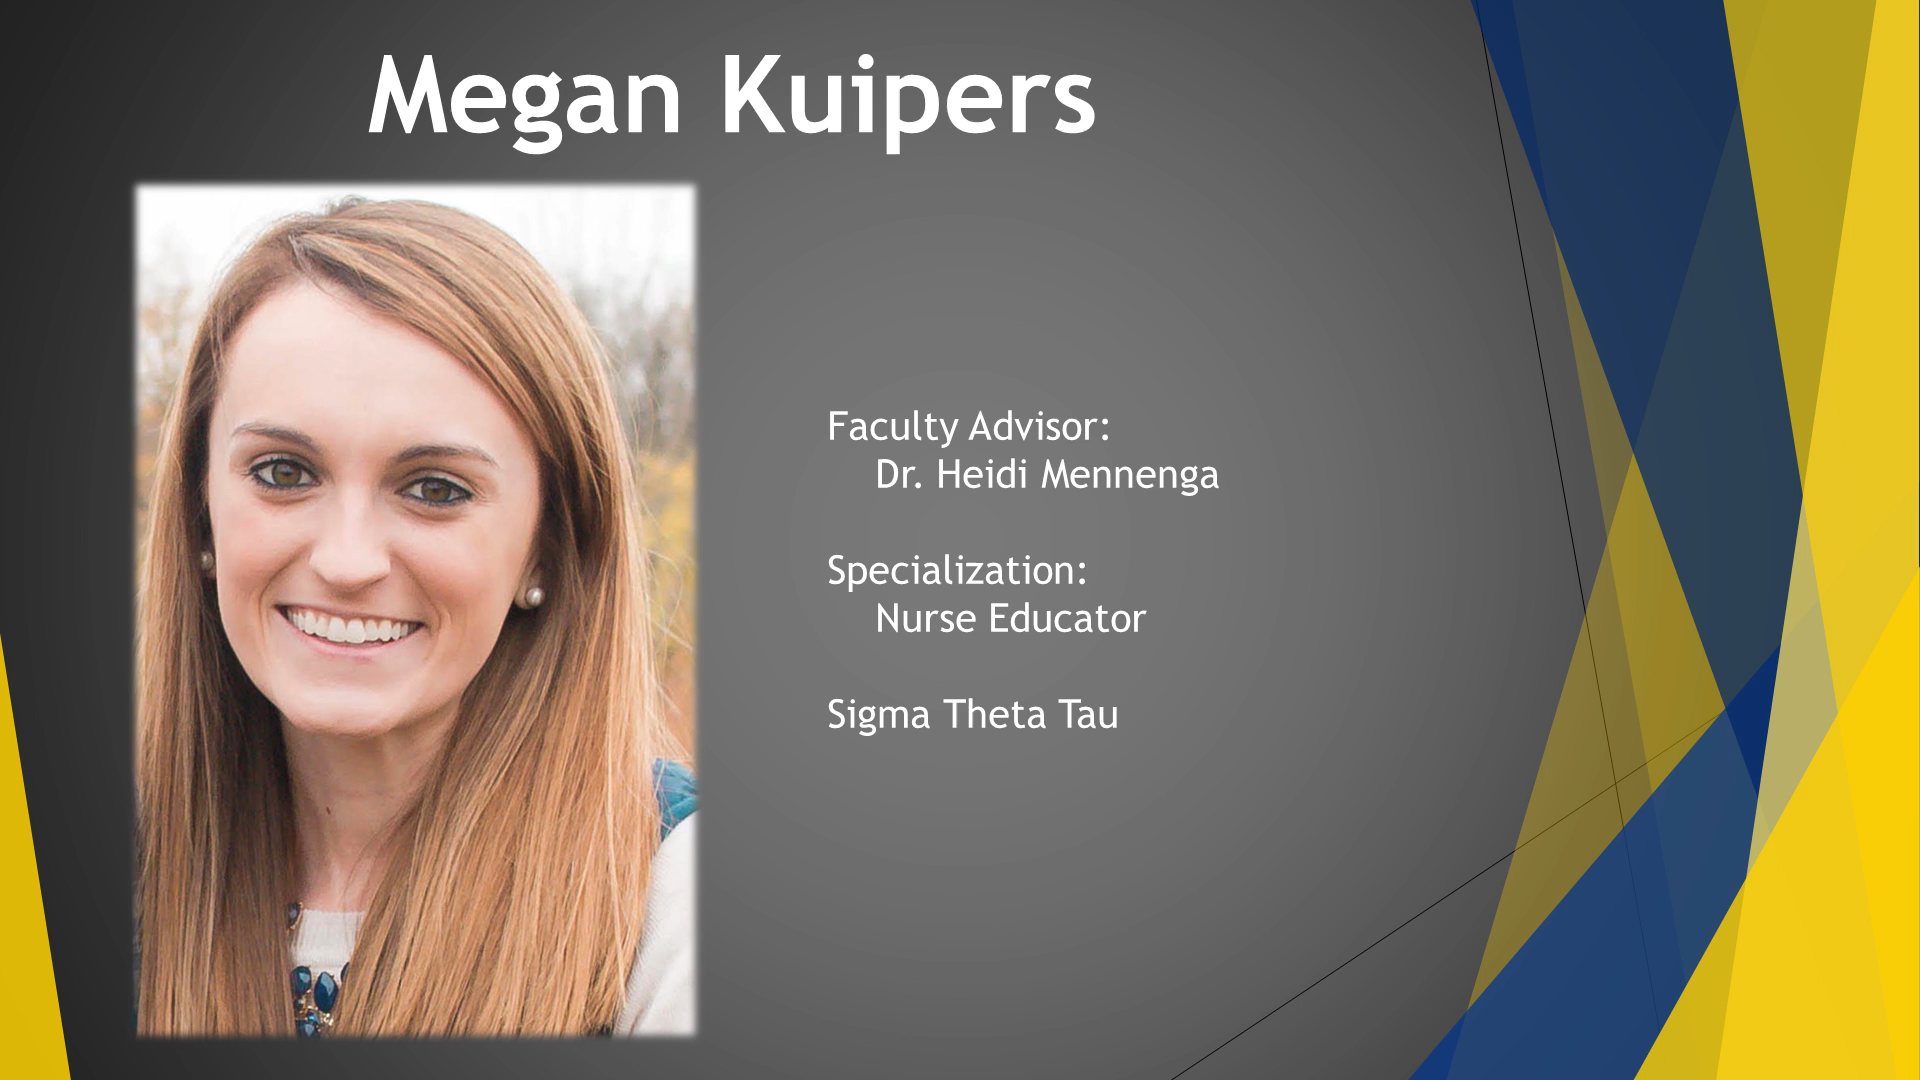 Megan Kuipers
Faculty Advisor:
Dr. Heidi Mennenga
Specialization:
Nurse Educator
Sigma Theta Tau